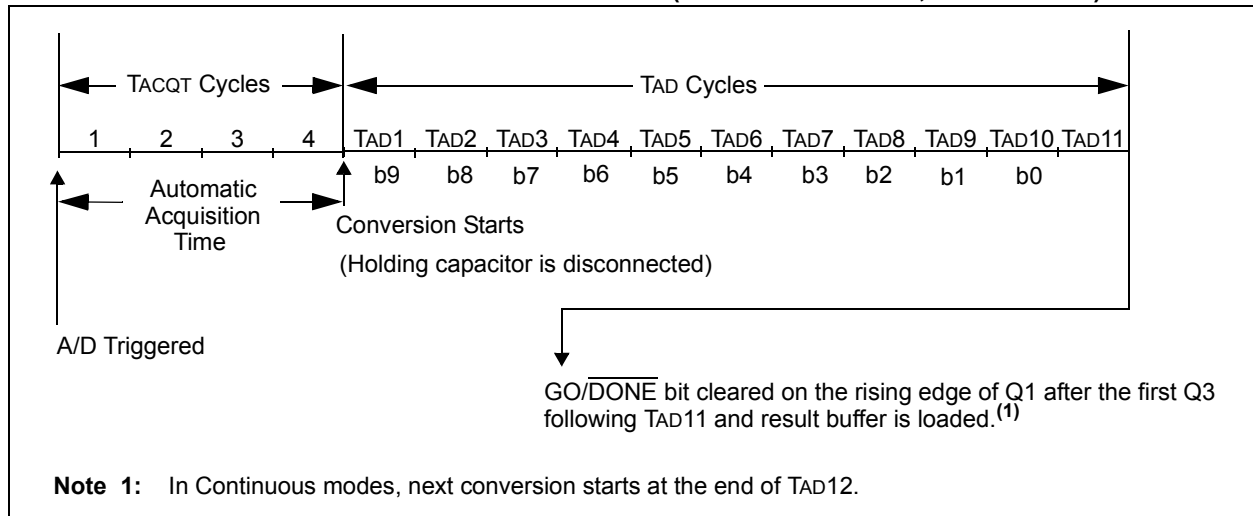 TACQT Cycles
TAD Cycles
1 2 3 4 TAD1 TAD2 TAD3 TAD4 TAD5 TAD6 TAD7 TAD8 TAD9 TAD10 TAD11
b9 b8 b7 b6 b5 b4 b3 b2 b1 b0
Automatic
Acquisition
Time
Conversion Starts
(Holding capacitor is disconnected)
A/D Triggered
GO/DONE bit cleared on the rising edge of Q1 after the first Q3
following TAD11 and result buffer is loaded.(1)
Note 1: In Continuous modes, next conversion starts at the end of TAD12.